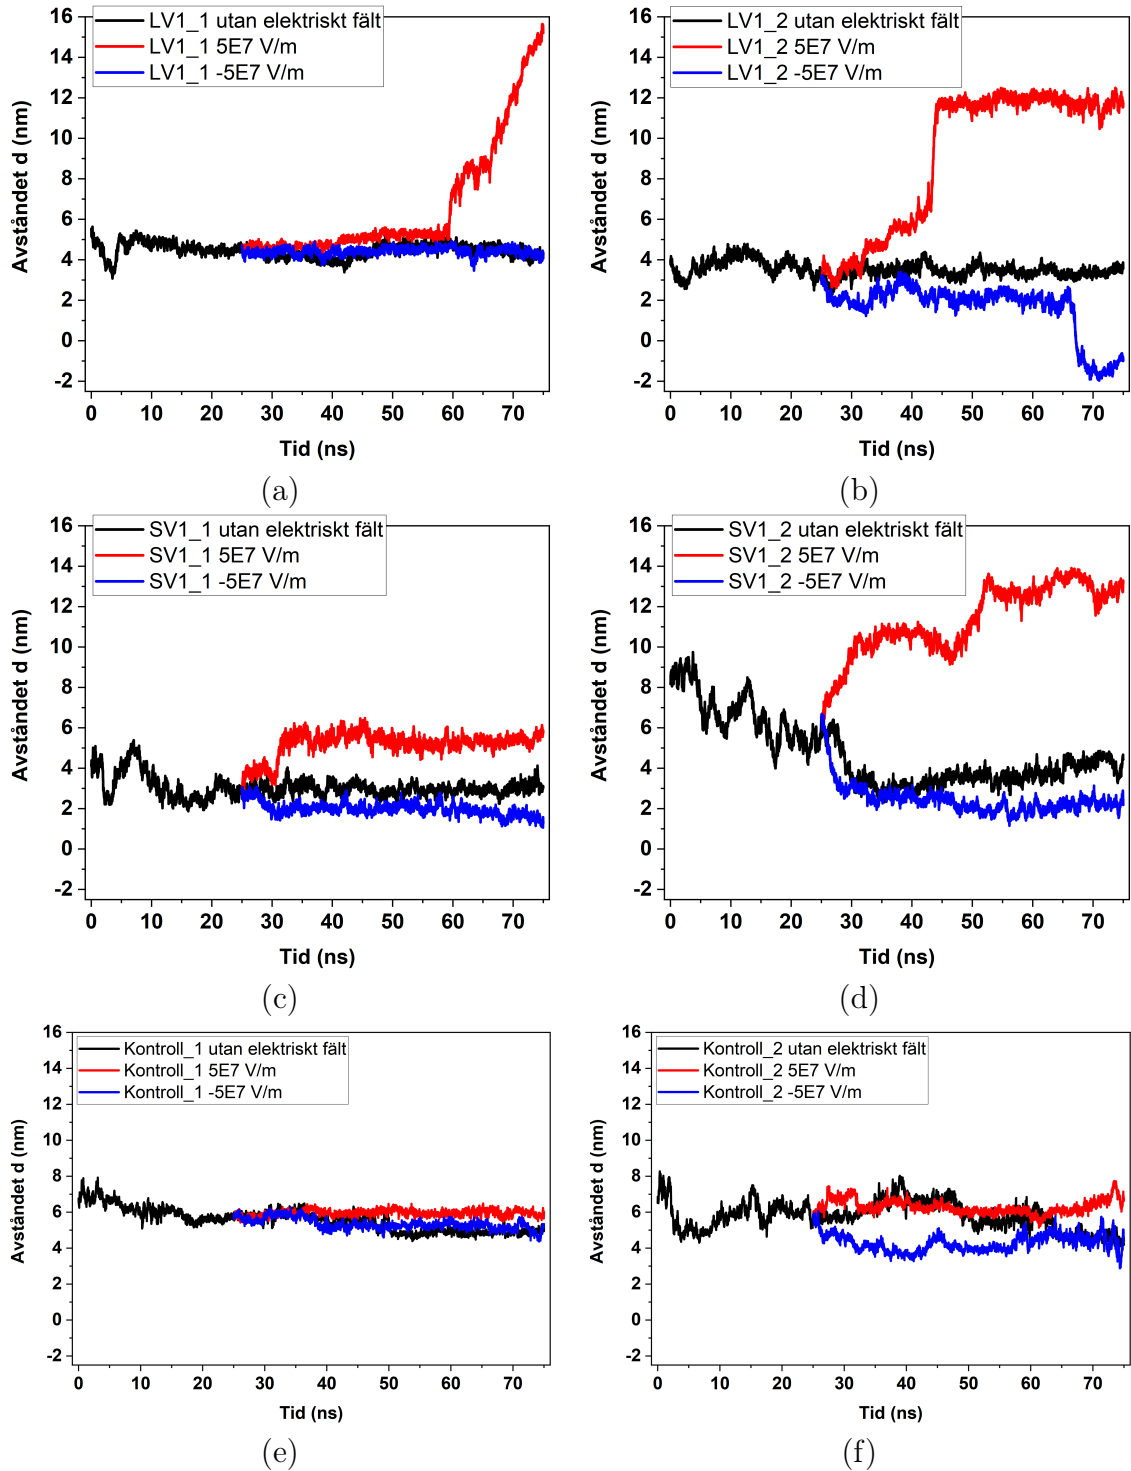 LV1_1 utan elektriskt fält
LV1_1 5E7 V/m
LV1_1 -5E7 V/m
Avståndet d (nm)
16
14
12
10
8
6
4
2
0
-2
0 10 20 30 40 50 60 70
Tid (ns)
(a)
LV1_2 utan elektriskt fält
LV1_2 5E7 V/m
LV1_2 -5E7 V/m
Avståndet d (nm)
16
14
12
10
8
6
4
2
0
-2
0 10 20 30 40 50 60 70
Tid (ns)
(b)
SV1_1 utan elektriskt fält
SV1_1 5E7 V/m
SV1_1 -5E7 V/m
Avståndet d (nm)
16
14
12
10
8
6
4
2
0
-2
0 10 20 30 40 50 60 70
Tid (ns)
(c)
SV1_2 utan elektriskt fält
SV1_2 5E7 V/m
SV1_2 -5E7 V/m
Avståndet d (nm)
16
14
12
10
8
6
4
2
0
-2
0 10 20 30 40 50 60 70
Tid (ns)
(d)
Kontroll_1 utan elektriskt fält
Kontroll_1 5E7 V/m
Kontroll_1 -5E7 V/m
Avståndet d (nm)
16
14
12
10
8
6
4
2
0
-2
0 10 20 30 40 50 60 70
Tid (ns)
(e)
Kontroll_2 utan elektriskt fält
Kontroll_2 5E7 V/m
Kontroll_2 -5E7 V/m
Avståndet d (nm)
16
14
12
10
8
6
4
2
0
-2
0 10 20 30 40 50 60 70
Tid (ns)
(f)